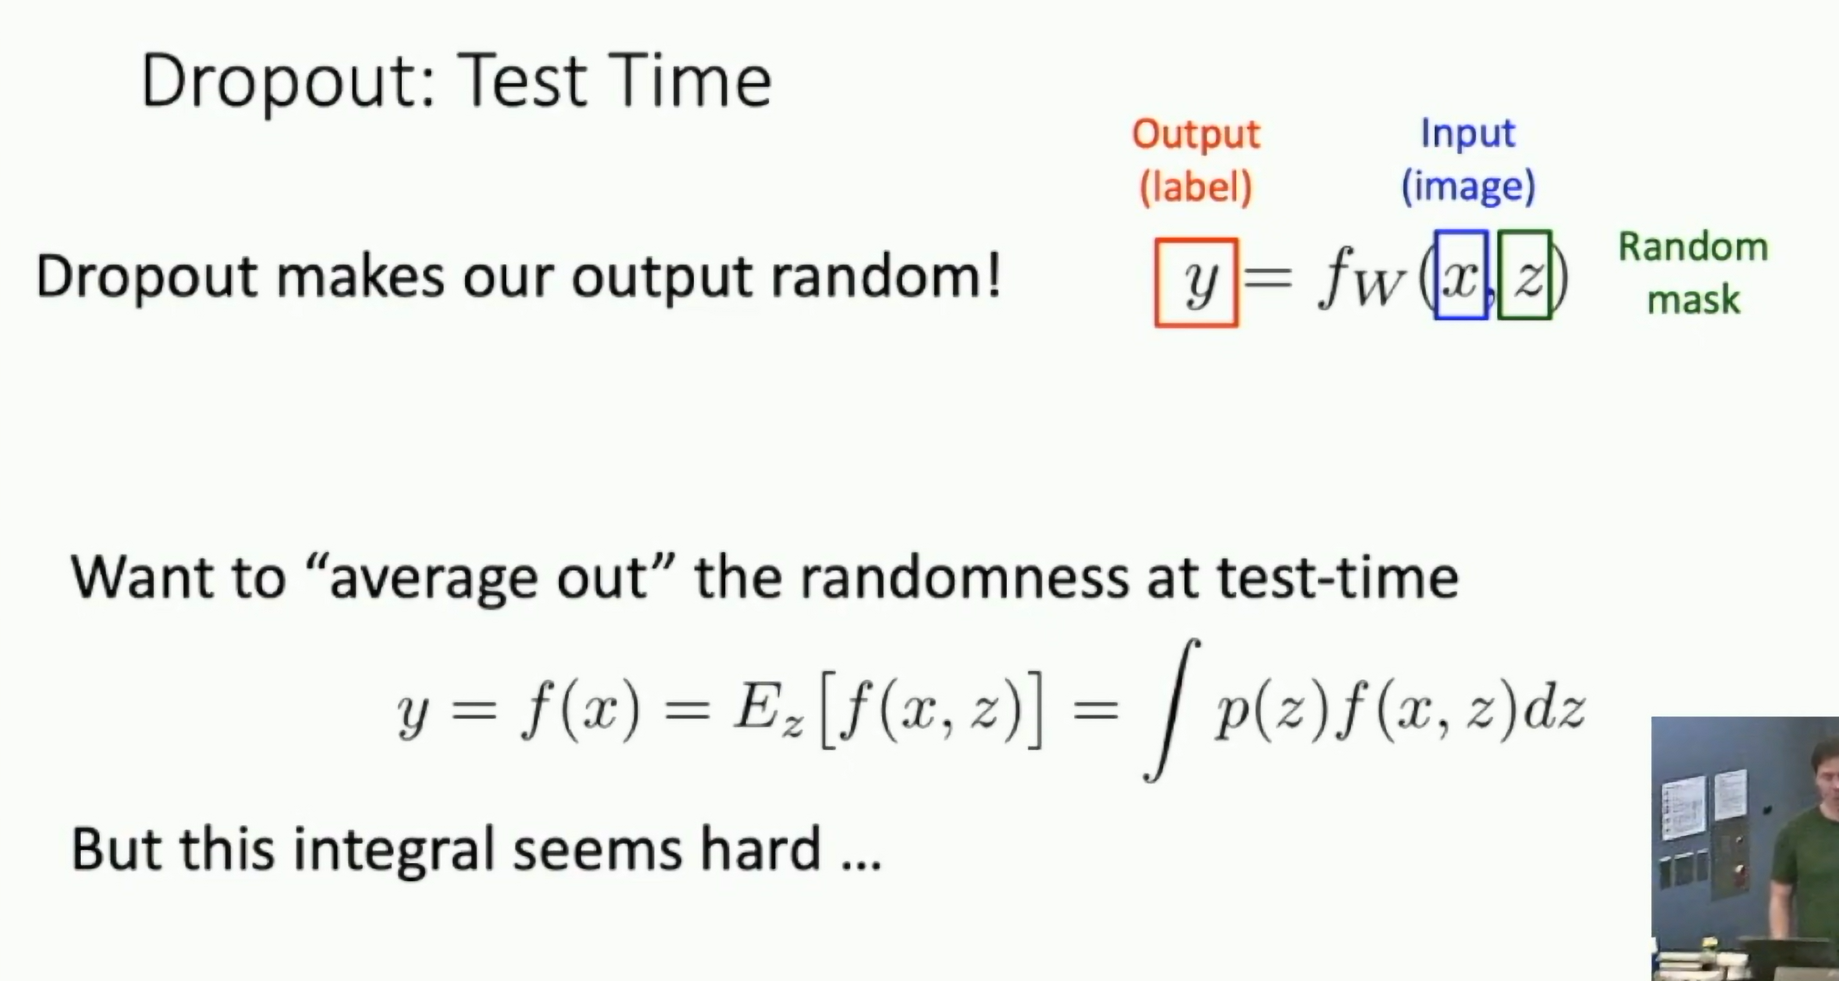 Dropout: Test Time
Output
(label)
Input
(image)
Dropout makes our output random!
y = f_W(x, z)
Random
mask
Want to “average out” the randomness at test-time
y = f(x) = E_z[f(x, z)] = ∫ p(z)f(x, z)dz
But this integral seems hard ...